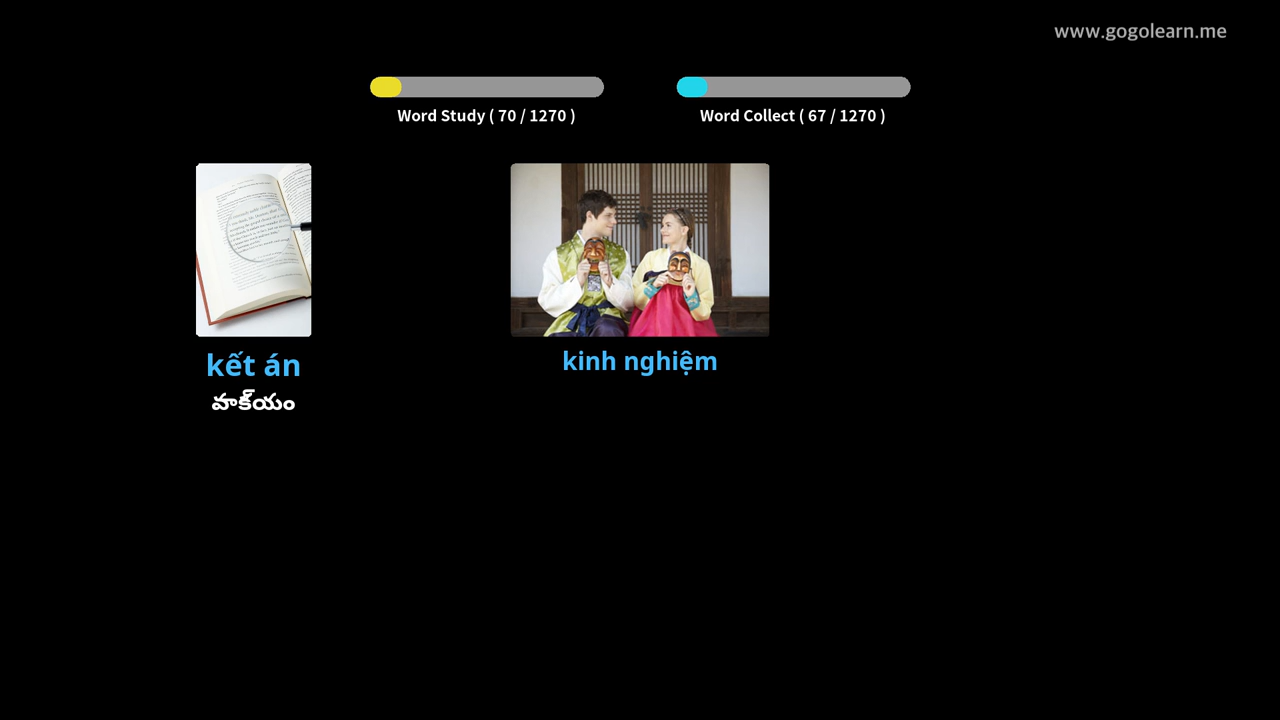 www.gogolearn.me
Word Study ( 70 / 1270 )
Word Collect ( 67 / 1270 )
kết án
వాక్‌యం
kinh nghiệm